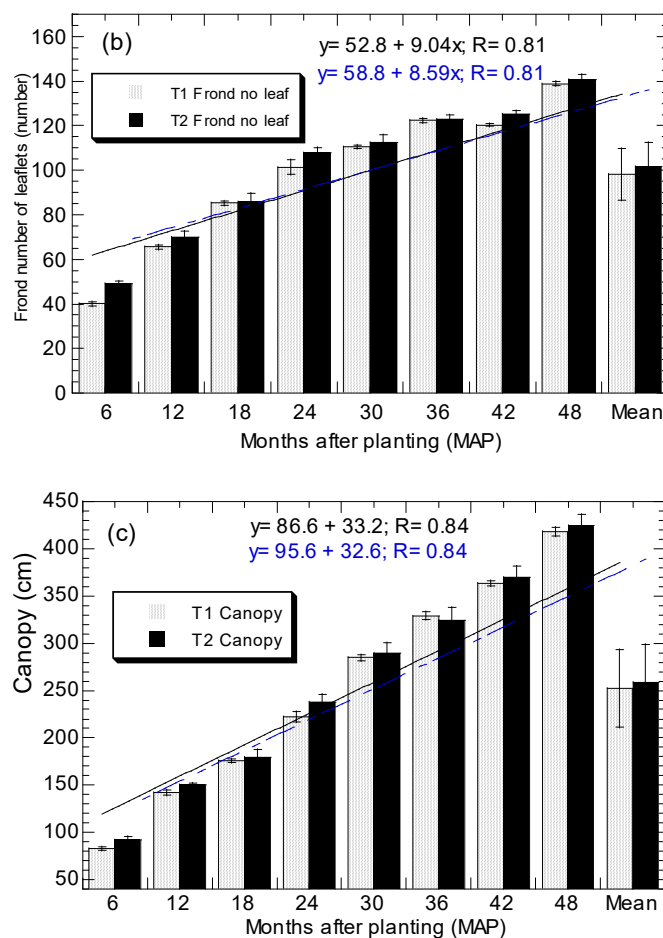 (b)
y= 52.8 + 9.04x; R= 0.81
y= 58.8 + 8.59x; R= 0.81
T1 Frond no leaf
T2 Frond no leaf
Frond number of leaflets (number)
160
140
120
100
80
60
40
20
0
6 12 18 24 30 36 42 48 Mean
Months after planting (MAP)
(c)
y= 86.6 + 33.2; R= 0.84
y= 95.6 + 32.6; R= 0.84
T1 Canopy
T2 Canopy
Canopy (cm)
450
400
350
300
250
200
150
100
50
6 12 18 24 30 36 42 48 Mean
Months after planting (MAP)